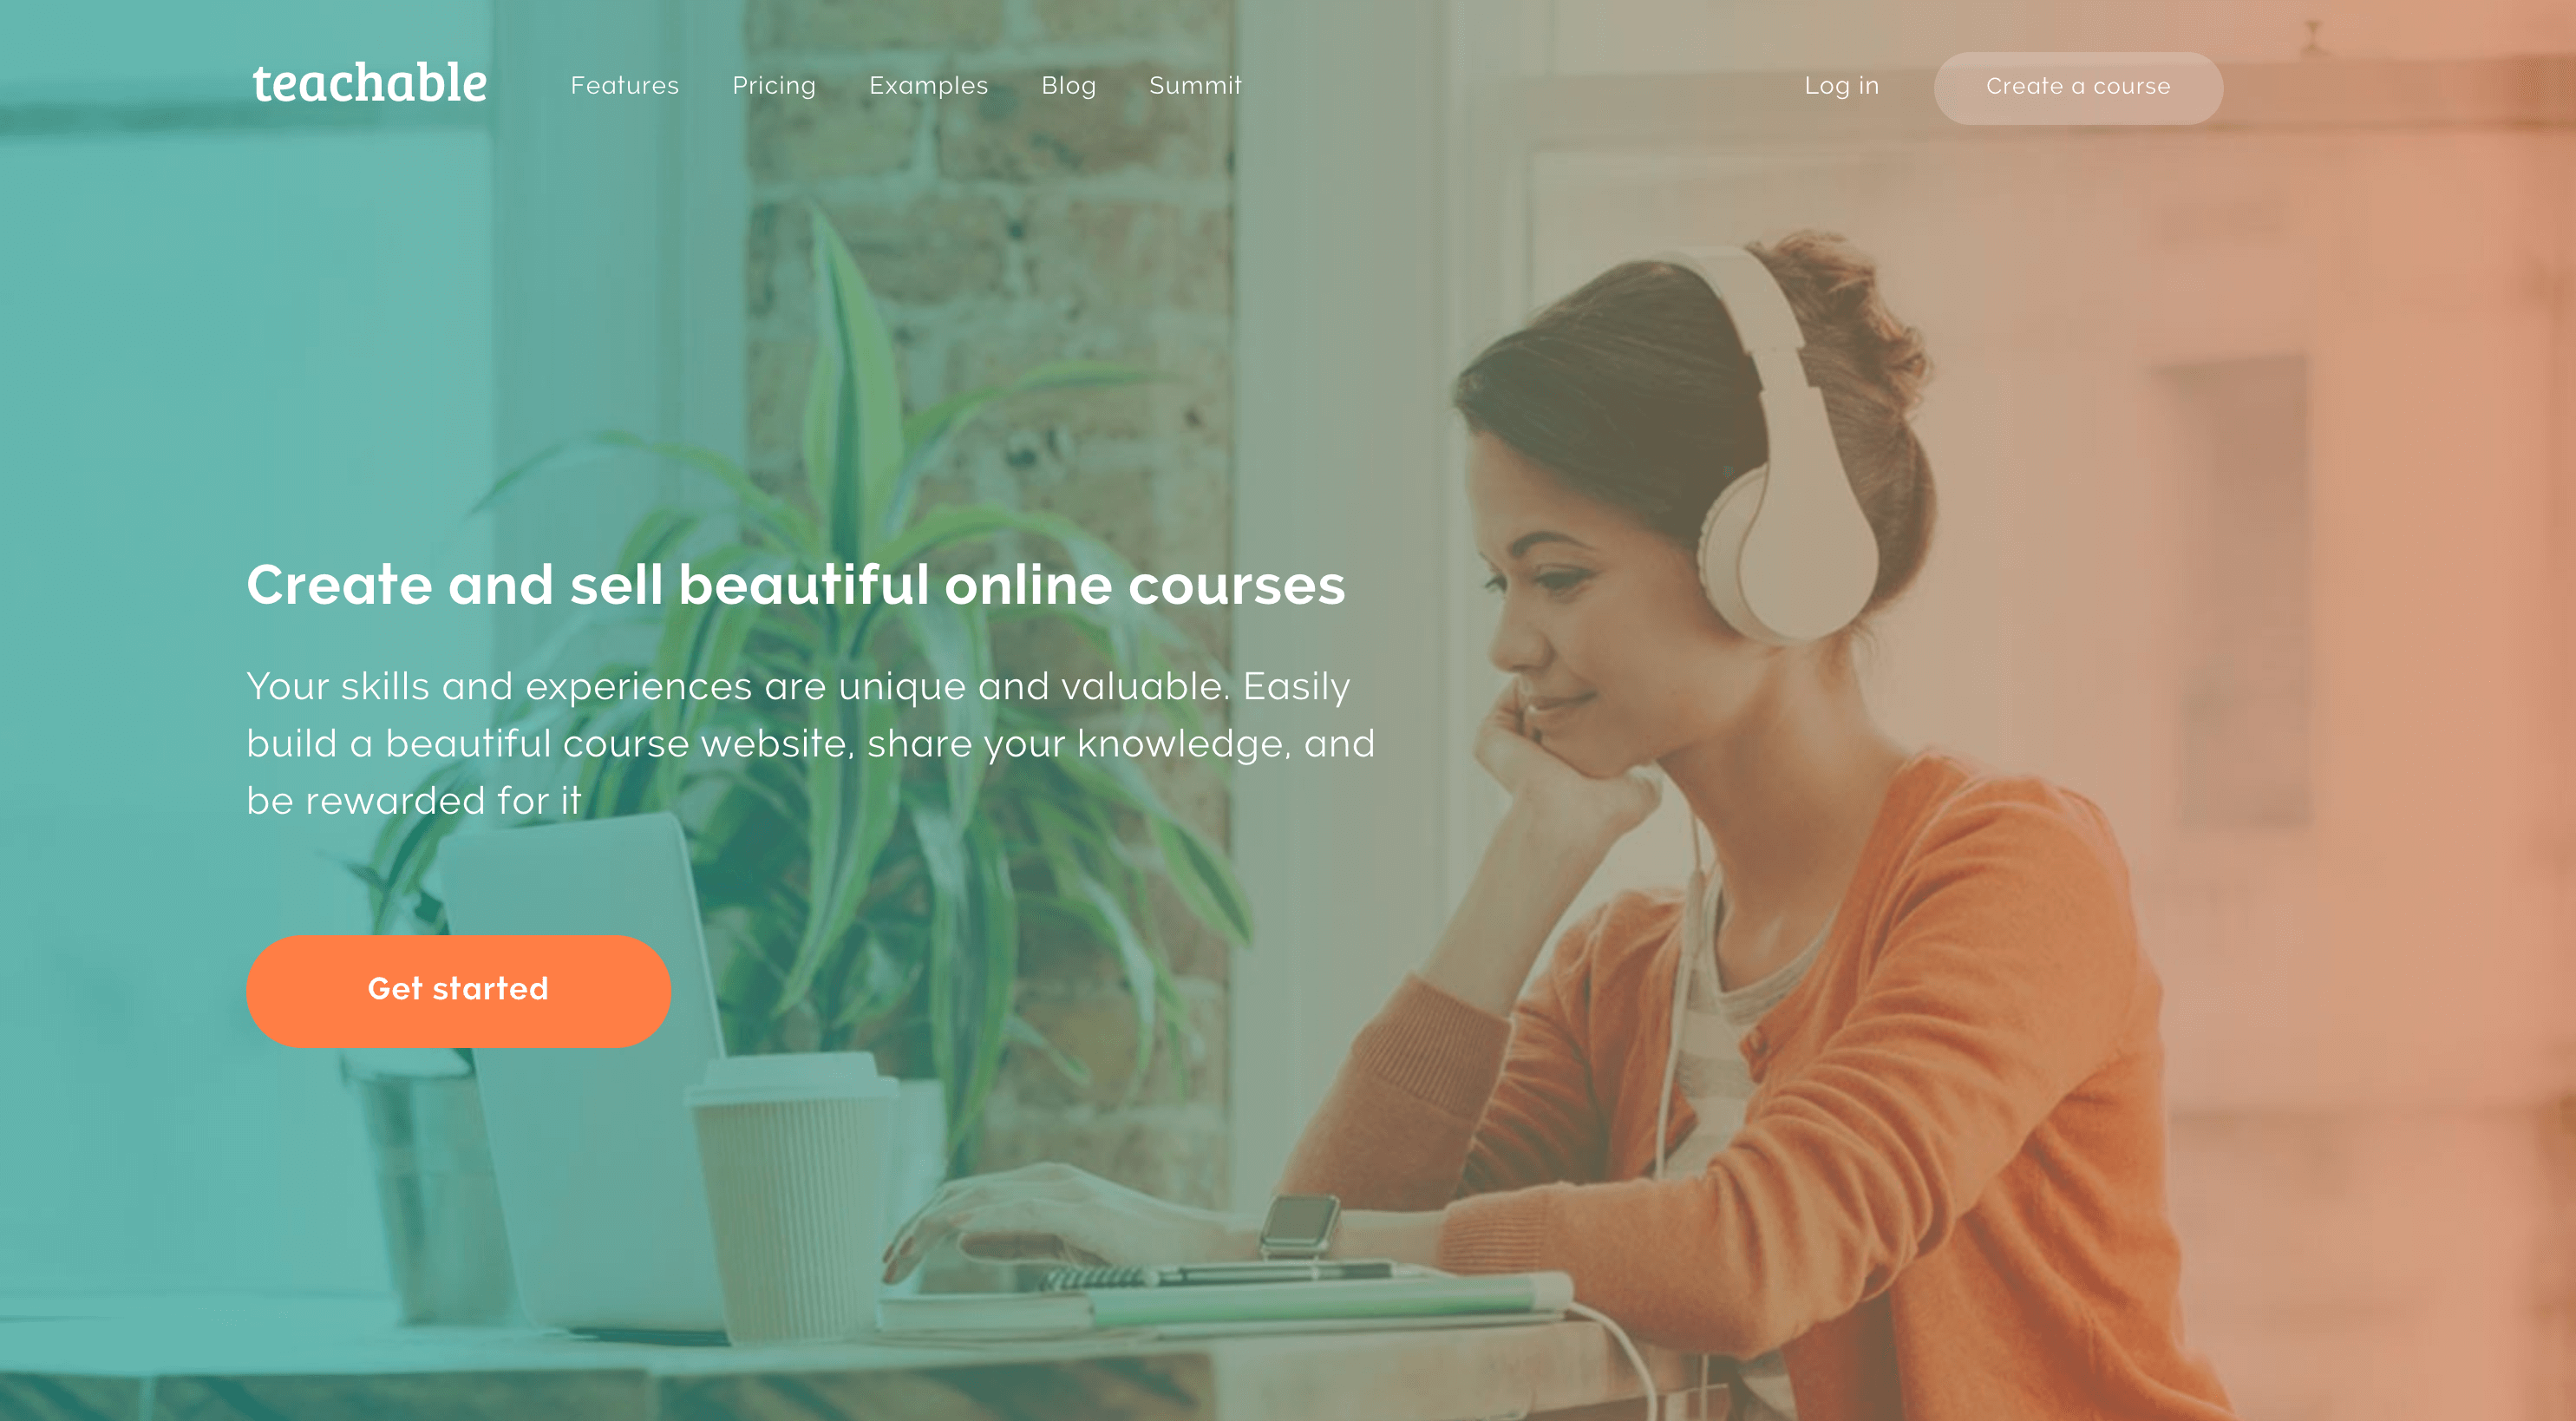 teachable Features Pricing Examples Blog Summit Log in Create a course
Create and sell beautiful online courses
Your skills and experiences are unique and valuable. Easily
build a beautiful course website, share your knowledge, and
be rewarded for it
Get started